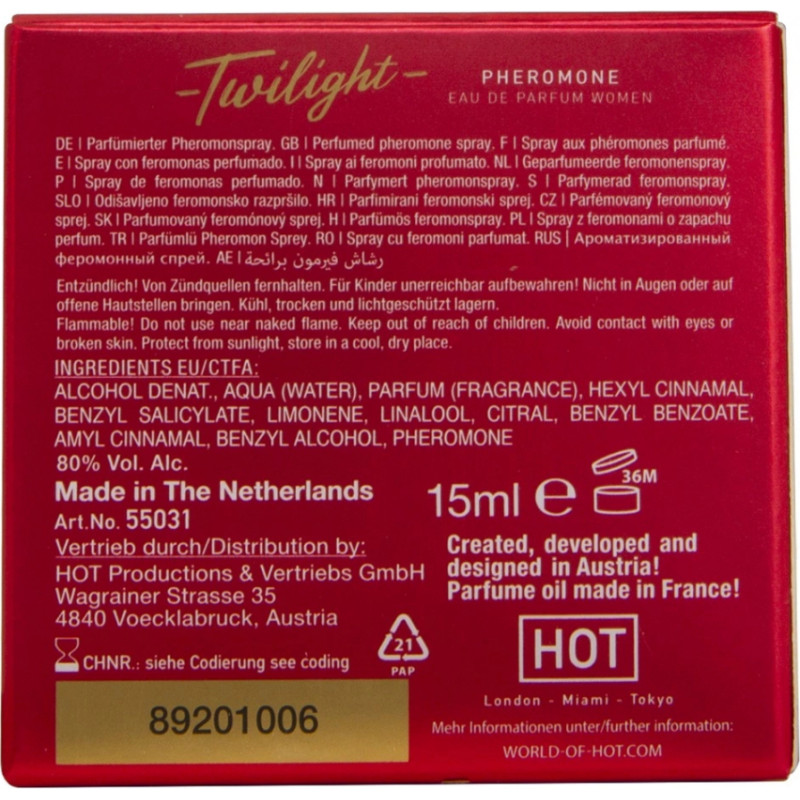 Twilight
PHEROMONE
EAU DE PARFUM WOMEN
DE | Parfümierter Pheromonspray. GB | Perfumed pheromone spray. F | Spray aux phéromones parfumé.
E | Spray con feromonas perfumado. I | Spray ai feromoni profumato. NL | Geparfumeerde feromonenspray.
P | Spray de feromonas perfumado. N | Parfymert pheromonspray. S | Parfymerad feromonspray.
SLO | Odišavljeno feromonsko razpršilo. HR | Parfimirani feromonski sprej. CZ | Parfémovaný feromonový
sprej. SK | Parfumovaný feromónový sprej. H | Parfümös feromonspray. PL | Spray z feromonami o zapachu
perfum. TR | Parfümlü Pheromon Sprey. RO | Spray cu feromoni parfumat. RUS | Ароматизированный
феромонный спрей. AE | رشاش فيرمون برائحة
Entzündlich! Von Zündquellen fernhalten. Für Kinder unerreichbar aufbewahren! Nicht in Augen oder auf
offene Hautstellen bringen. Kühl, trocken und lichtgeschützt lagern.
Flammable! Do not use near naked flame. Keep out of reach of children. Avoid contact with eyes or
broken skin. Protect from sunlight, store in a cool, dry place.
INGREDIENTS EU/CTFA:
ALCOHOL DENAT., AQUA (WATER), PARFUM (FRAGRANCE), HEXYL CINNAMAL,
BENZYL SALICYLATE, LIMONENE, LINALOOL, CITRAL, BENZYL BENZOATE,
AMYL CINNAMAL, BENZYL ALCOHOL, PHEROMONE
80% Vol. Alc.
Made in The Netherlands
Art.No. 55031
15ml ℮
36M
Vertrieb durch/Distribution by:
HOT Productions & Vertriebs GmbH
Wagrainer Strasse 35
4840 Voecklabruck, Austria
Created, developed and
designed in Austria!
Parfume oil made in France!
CHNR.: siehe Codierung see coding
21
PAP
HOT
London - Miami - Tokyo
89201006
Mehr Informationen unter/further information:
WORLD-OF-HOT.COM